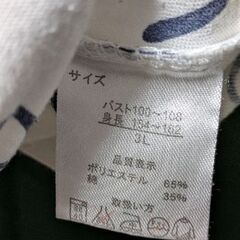 サイズ
バスト100～108
身長 154～162
3L
品質表示
ポリエステル 65%
綿 35%
取扱い方